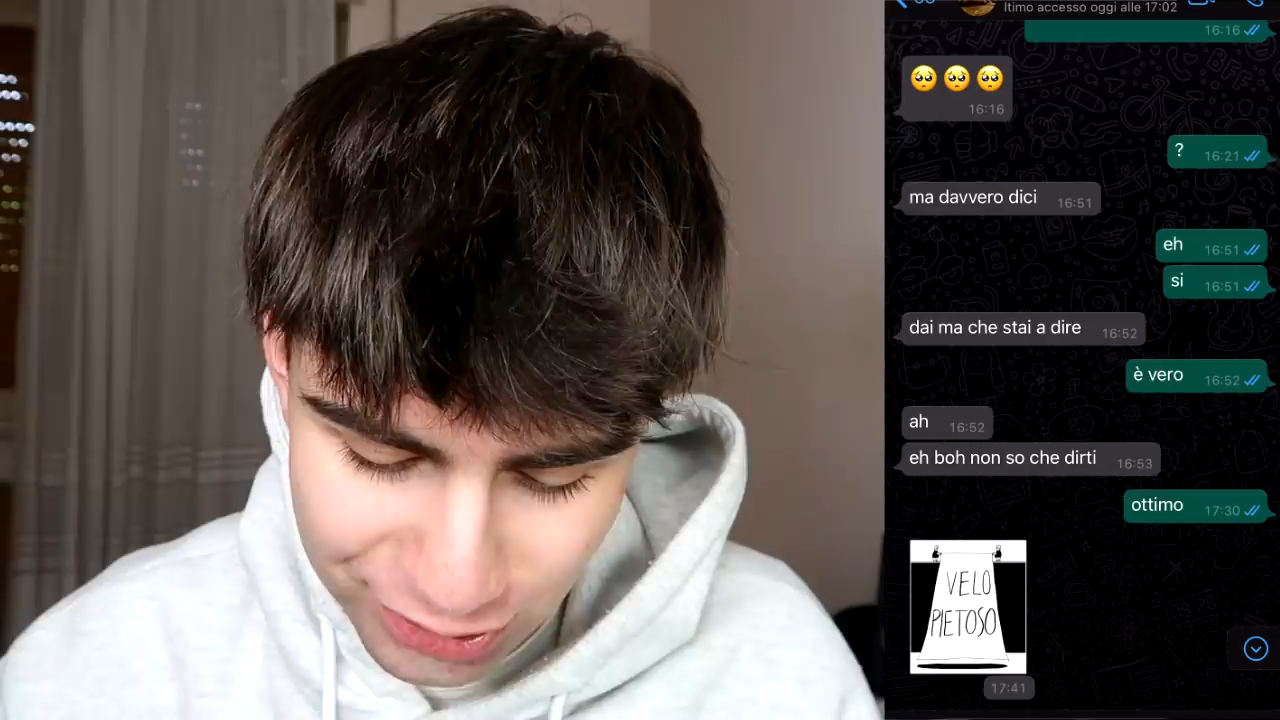 ltimo accesso oggi alle 17:02
16:16
🥺🥺🥺
16:16
? 16:21
ma davvero dici 16:51
eh 16:51
si 16:51
dai ma che stai a dire 16:52
è vero 16:52
ah 16:52
eh boh non so che dirti 16:53
ottimo 17:30
VELO
PIETOSO
17:41